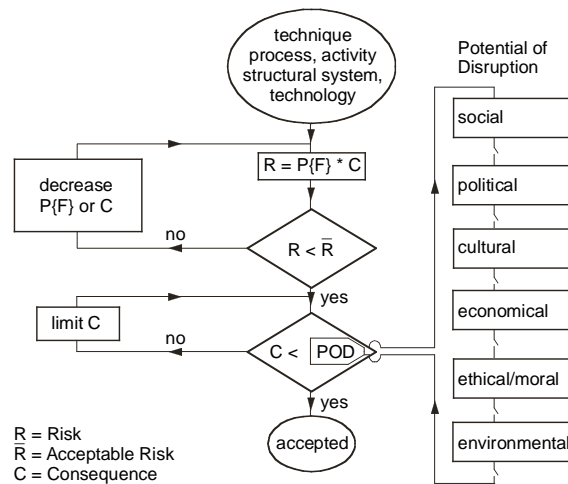 technique
process, activity
structural system,
technology
Potential of
Disruption
R = P{F} * C
decrease
P{F} or C
no
R < R̅
yes
limit C
no
C < POD
yes
accepted
social
political
cultural
economical
ethical/moral
environmental
R = Risk
R̅ = Acceptable Risk
C = Consequence